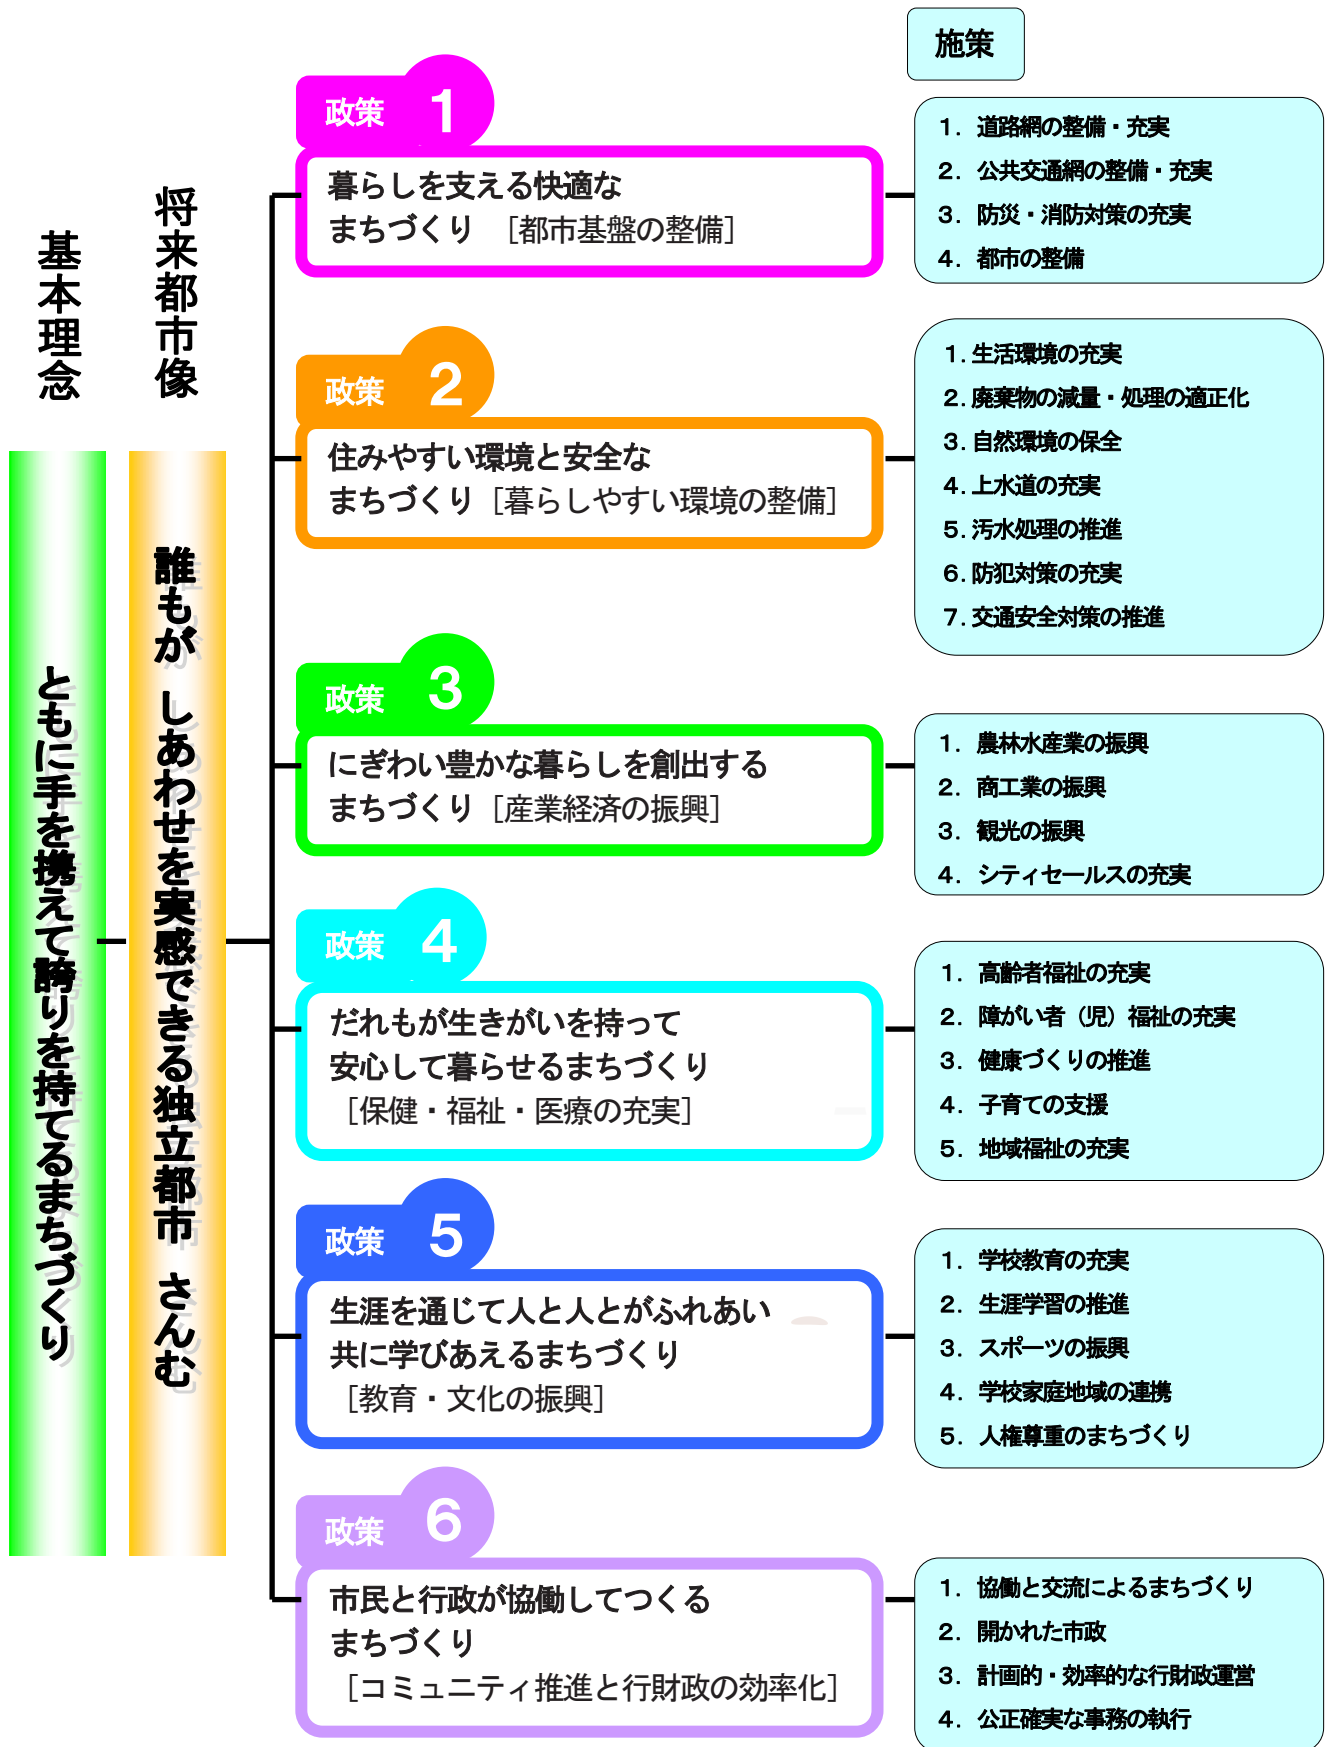 基本理念
ともに手を携えて誇りを持てるまちづくり
将来都市像
誰もが しあわせを実感できる独立都市 さんむ
施策
政策 1
暮らしを支える快適な
まちづくり [都市基盤の整備]
1. 道路網の整備・充実
2. 公共交通網の整備・充実
3. 防災・消防対策の充実
4. 都市の整備
政策 2
住みやすい環境と安全な
まちづくり [暮らしやすい環境の整備]
1. 生活環境の充実
2. 廃棄物の減量・処理の適正化
3. 自然環境の保全
4. 上水道の充実
5. 汚水処理の推進
6. 防犯対策の充実
7. 交通安全対策の推進
政策 3
にぎわい豊かな暮らしを創出する
まちづくり [産業経済の振興]
1. 農林水産業の振興
2. 商工業の振興
3. 観光の振興
4. シティセールスの充実
政策 4
だれもが生きがいを持って
安心して暮らせるまちづくり
[保健・福祉・医療の充実]
1. 高齢者福祉の充実
2. 障がい者（児）福祉の充実
3. 健康づくりの推進
4. 子育ての支援
5. 地域福祉の充実
政策 5
生涯を通じて人と人とがふれあい
共に学びあえるまちづくり
[教育・文化の振興]
1. 学校教育の充実
2. 生涯学習の推進
3. スポーツの振興
4. 学校家庭地域の連携
5. 人権尊重のまちづくり
政策 6
市民と行政が協働してつくる
まちづくり
[コミュニティ推進と行財政の効率化]
1. 協働と交流によるまちづくり
2. 開かれた市政
3. 計画的・効率的な行財政運営
4. 公正確実な事務の執行